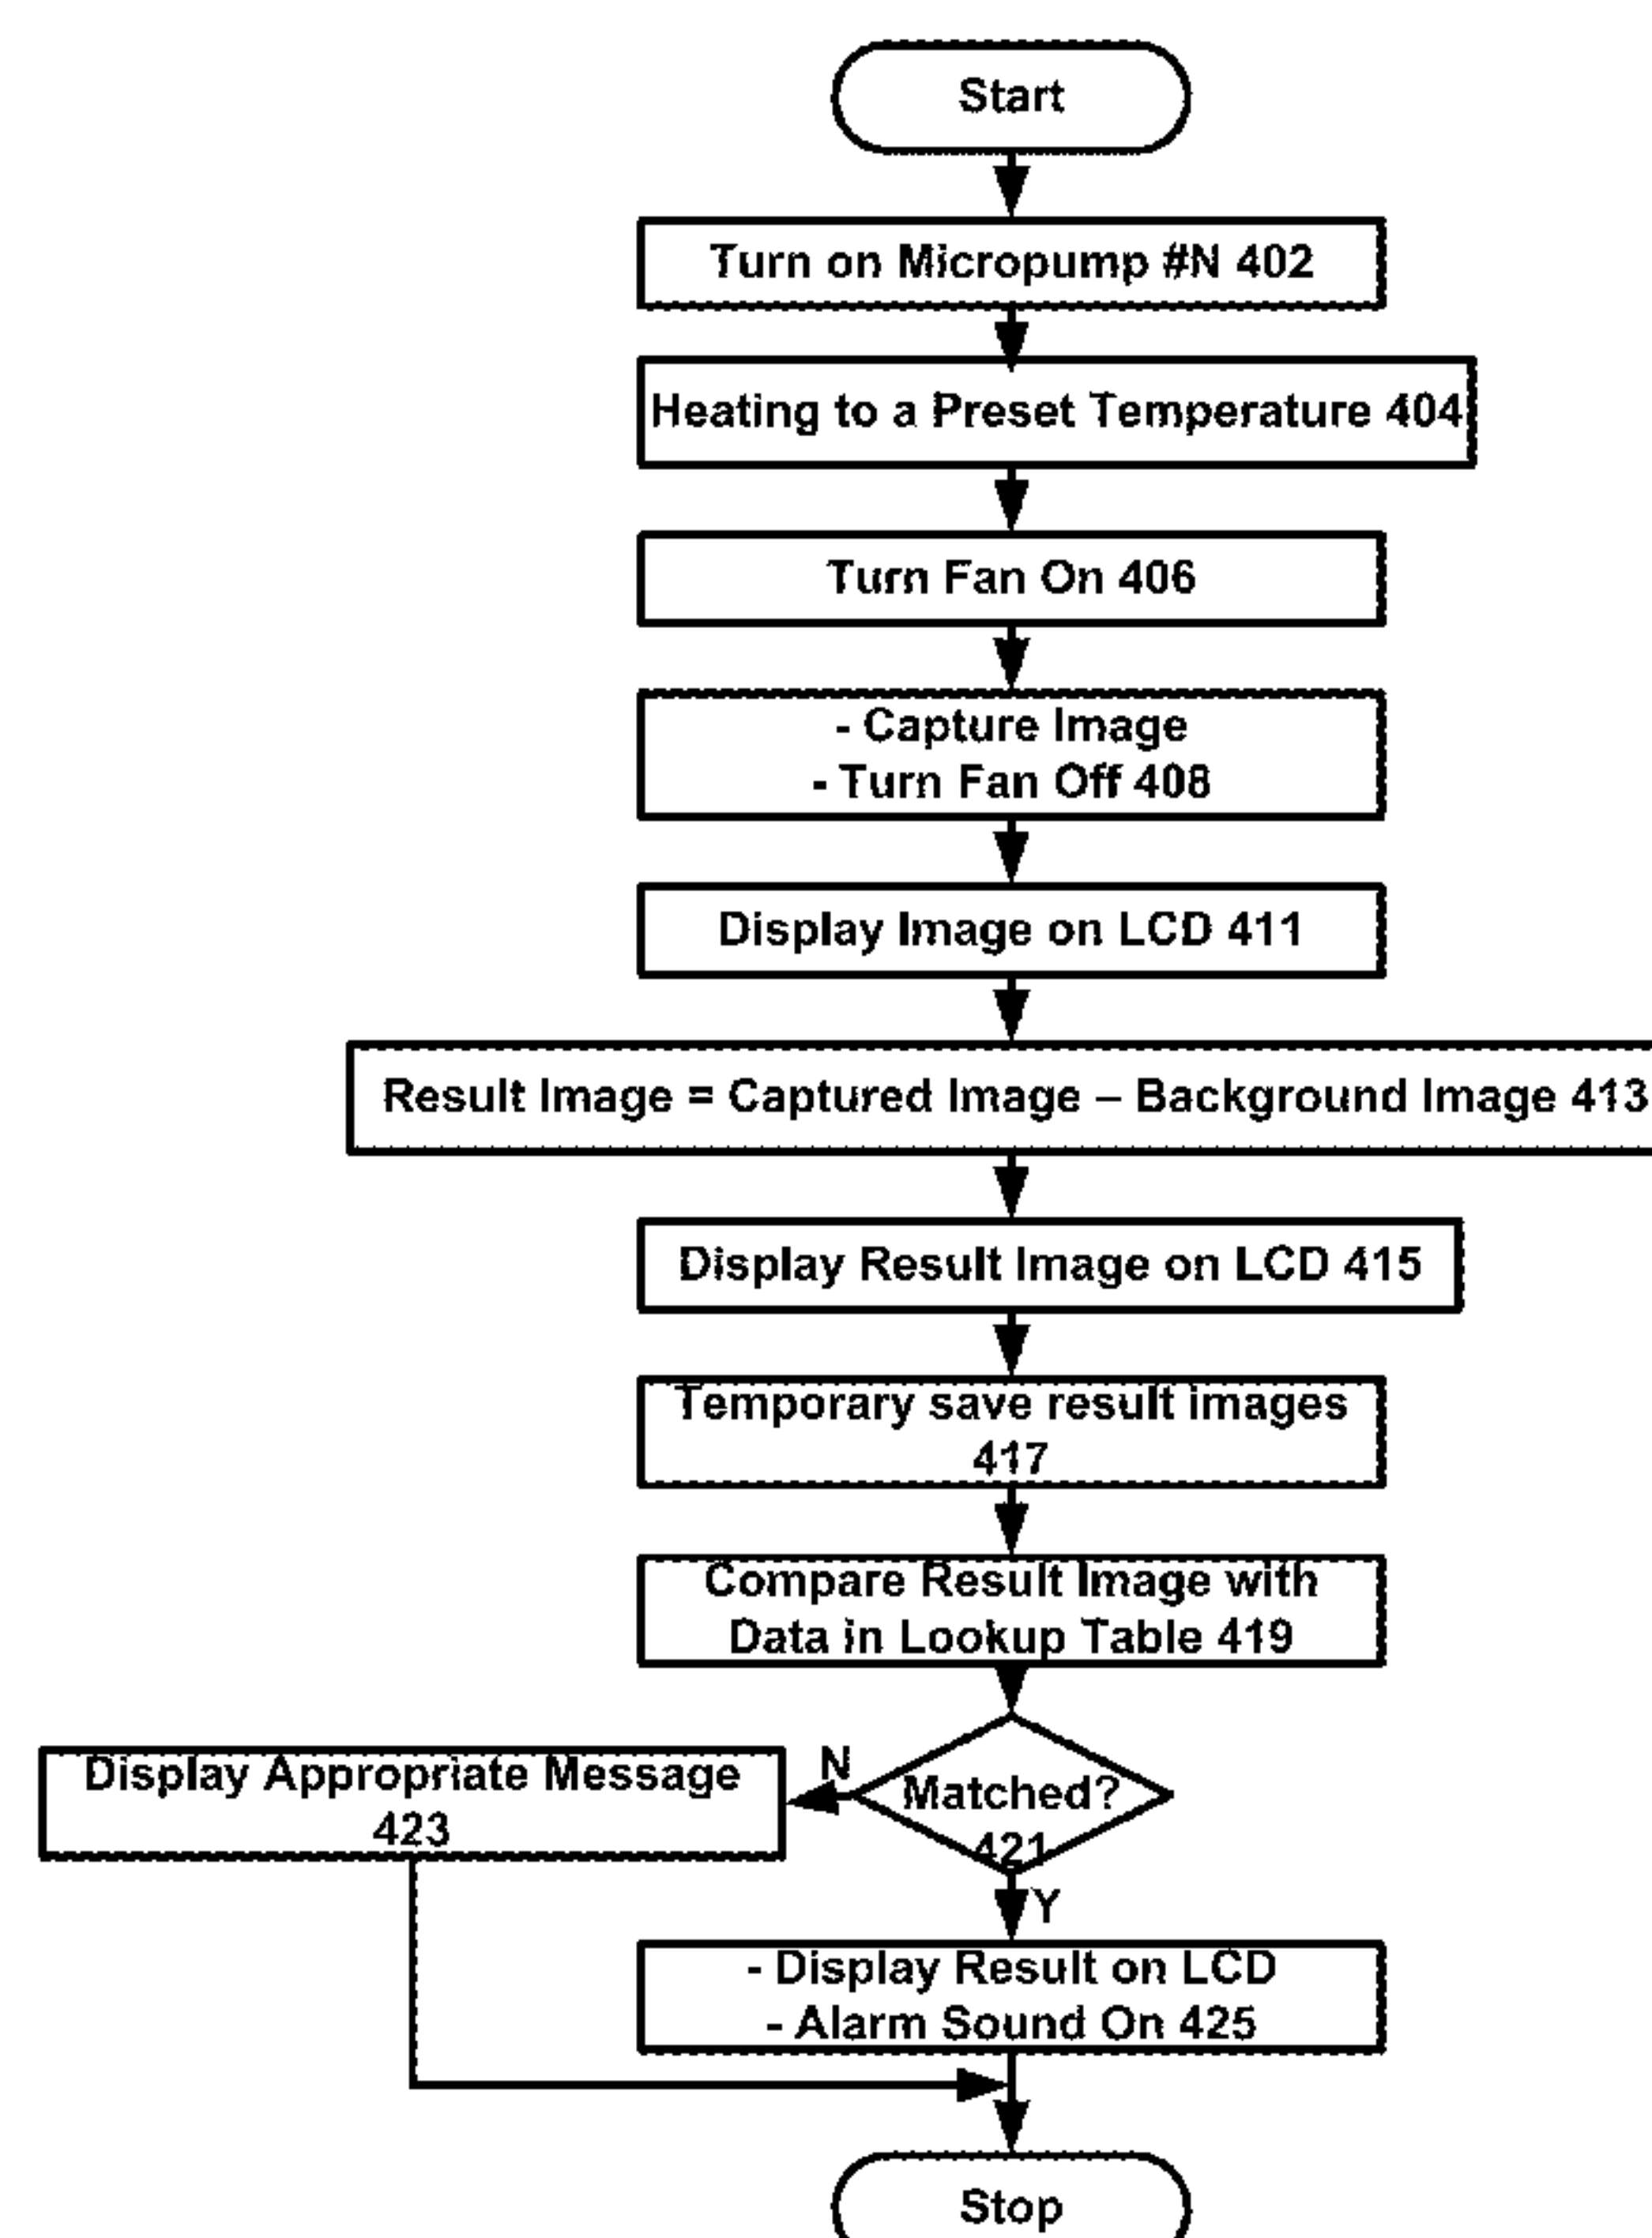 Start
Turn on Micropump #N 402
Heating to a Preset Temperature 404
Turn Fan On 406
- Capture Image
- Turn Fan Off 408
Display Image on LCD 411
Result Image = Captured Image – Background Image 413
Display Result Image on LCD 415
Temporary save result images
417
Compare Result Image with
Data in Lookup Table 419
Matched?
421
N
Display Appropriate Message
423
Y
- Display Result on LCD
- Alarm Sound On 425
Stop